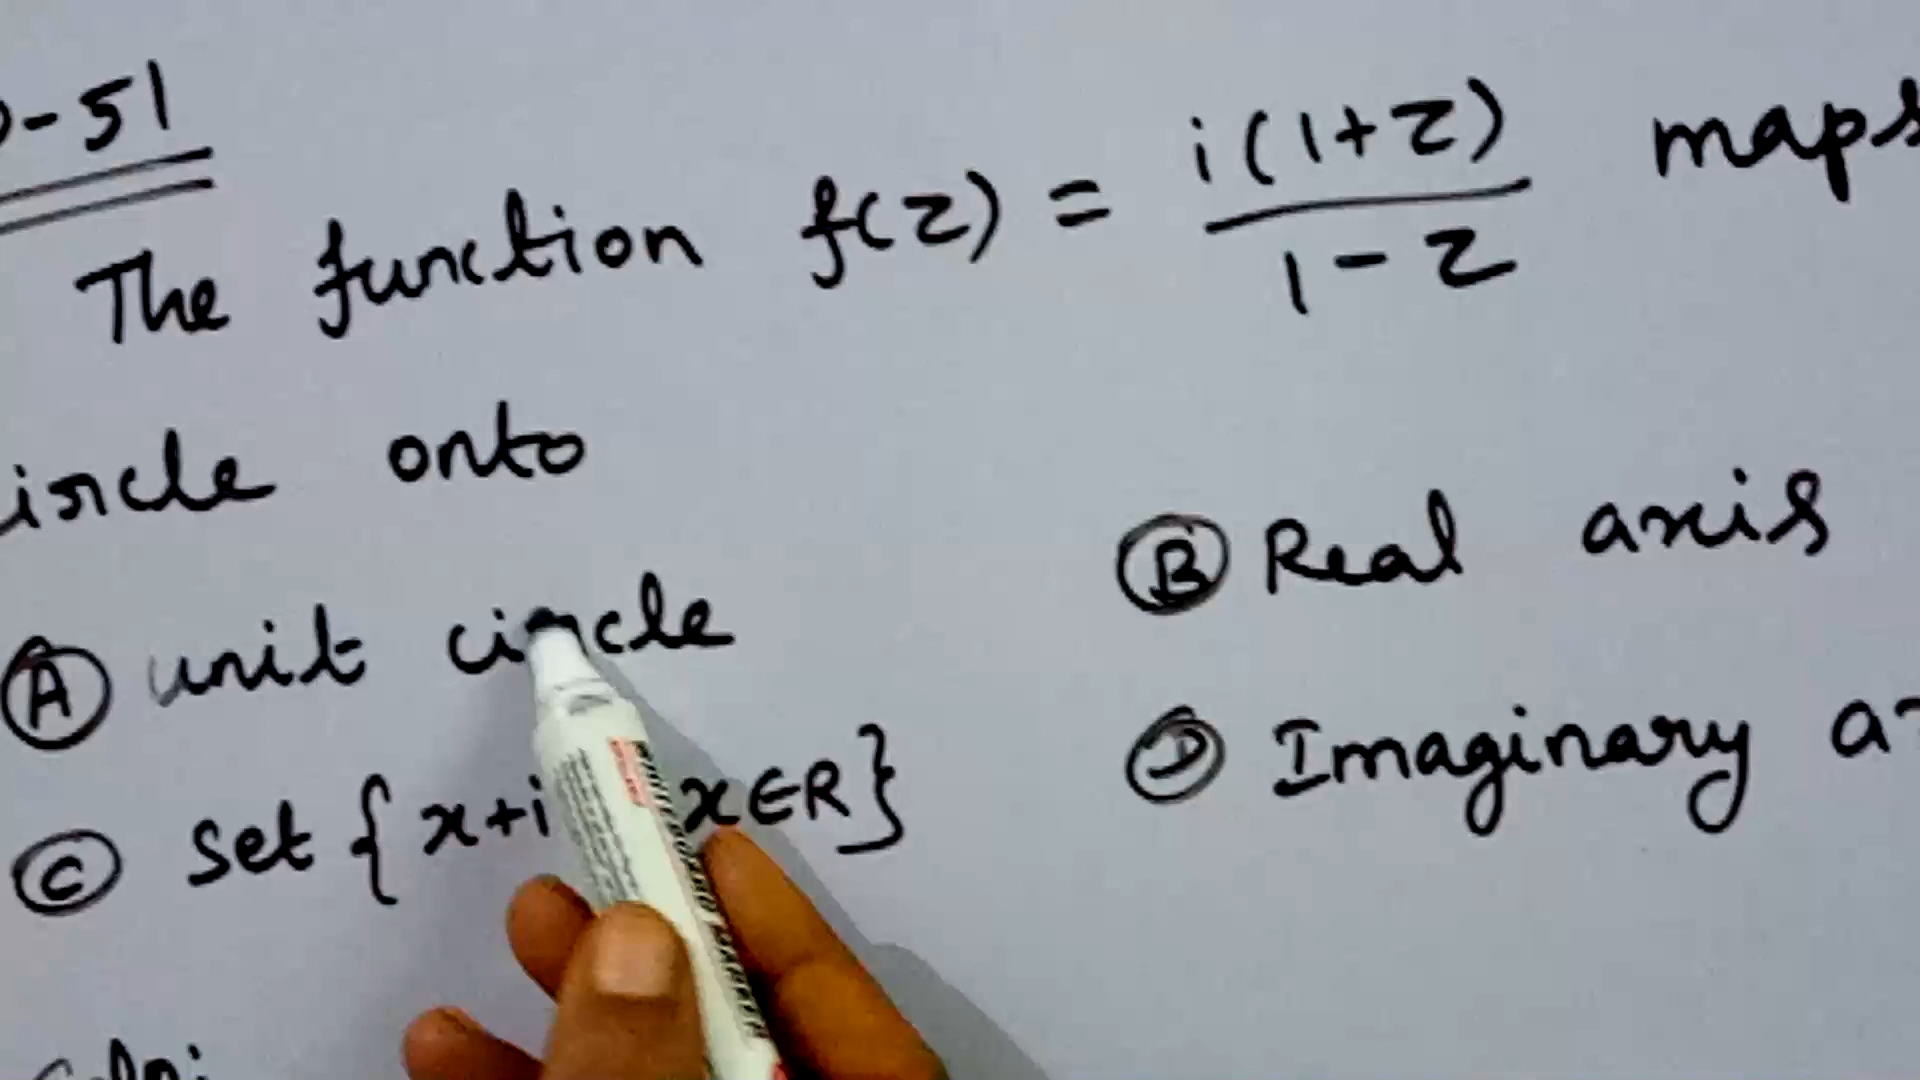 -51
The function f(z) = i(1+z) / 1-z maps
ircle onto
(A) unit circle
(B) Real axis
(C) Set { x+i x∈R}
(D) Imaginary a